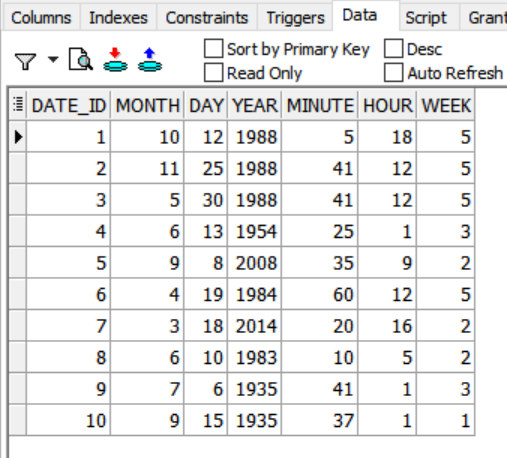 Columns Indexes Constraints Triggers Data Script Grant
Sort by Primary Key Desc
Read Only Auto Refresh
DATE_ID MONTH DAY YEAR MINUTE HOUR WEEK
1 10 12 1988 5 18 5
2 11 25 1988 41 12 5
3 5 30 1988 41 12 5
4 6 13 1954 25 1 3
5 9 8 2008 35 9 2
6 4 19 1984 60 12 5
7 3 18 2014 20 16 2
8 6 10 1983 10 5 2
9 7 6 1935 41 1 3
10 9 15 1935 37 1 1